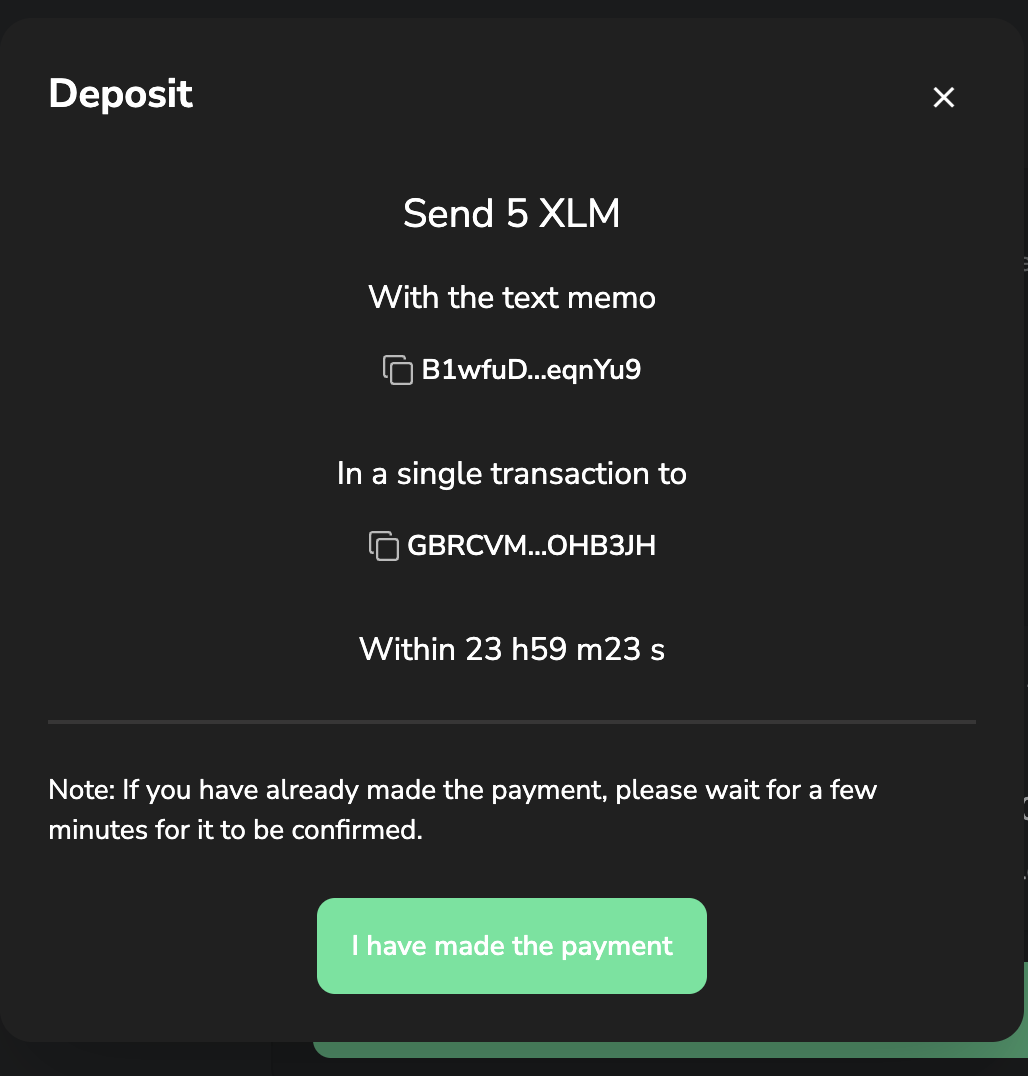 Deposit
Send 5 XLM
With the text memo
B1wfuD...eqnYu9
In a single transaction to
GBRCVM...OHB3JH
Within 23 h59 m23 s
Note: If you have already made the payment, please wait for a few
minutes for it to be confirmed.
I have made the payment